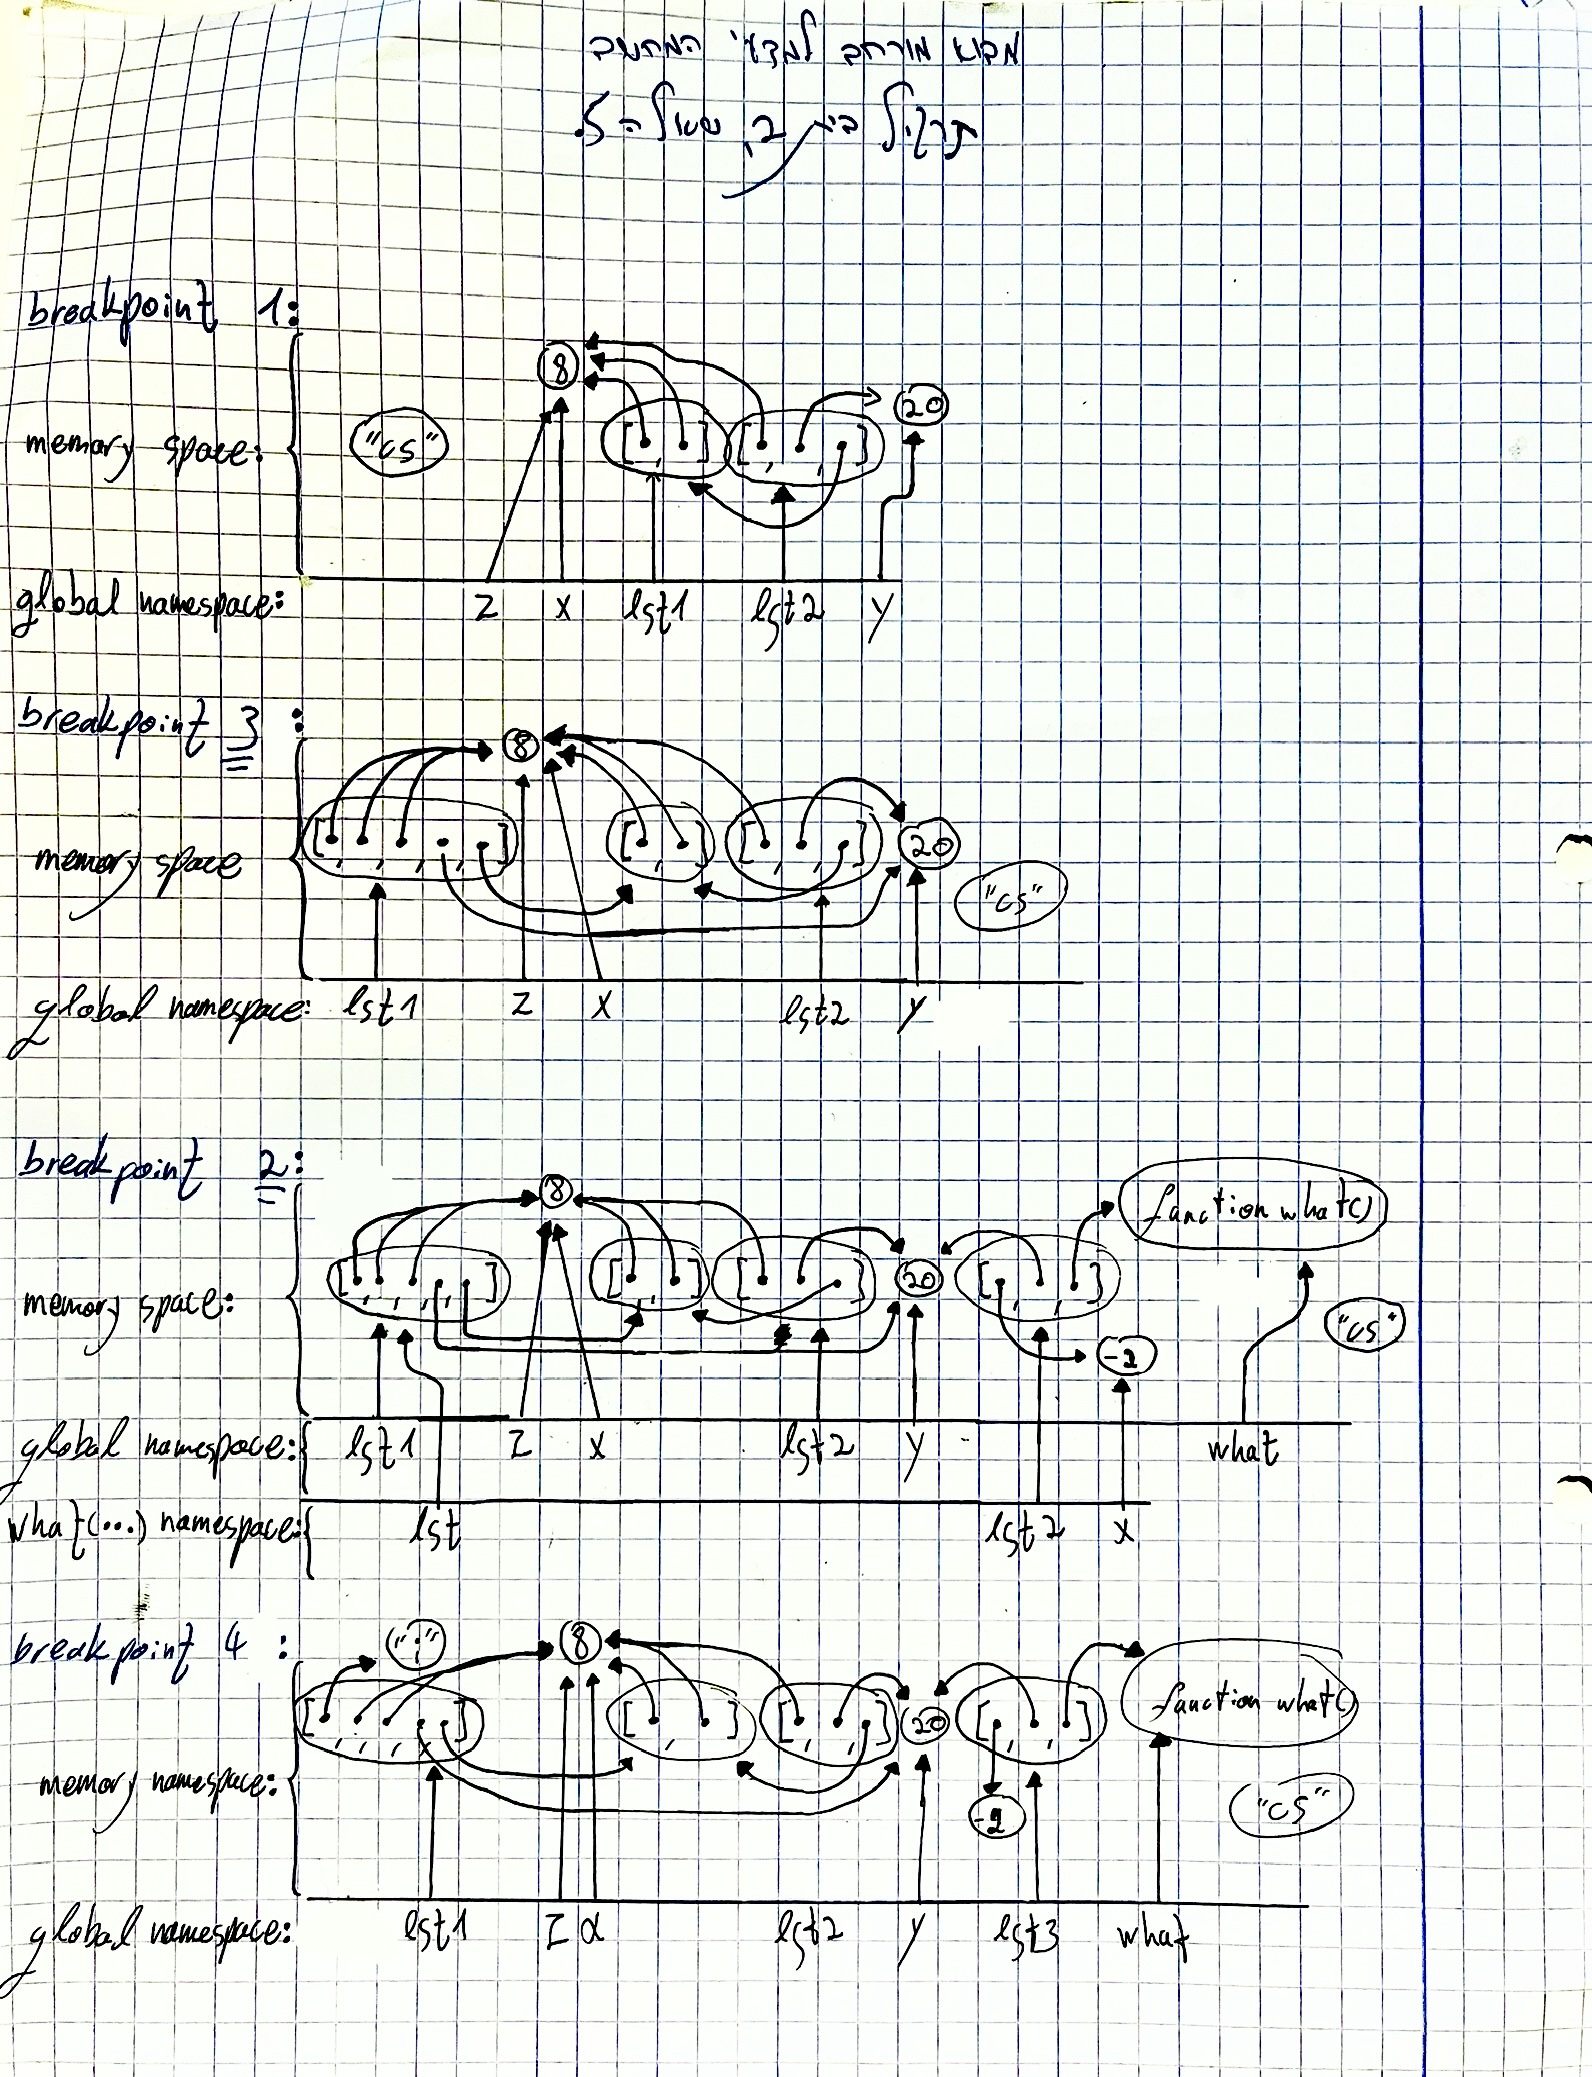 מבוא מורחב למדעי המחשב
תרגיל בית 2, שאלה 5.
breakpoint 1:
8
20
memory space: "cs" [ , ] [ , , ]
global namespace: z x lst1 lst2 y
breakpoint 3 :
8
memory space [ , , , , ] [ , ] [ , , ] 20 "cs"
global namespace: lst1 z x lst2 y
breakpoint 2:
8 function what()
memory space: [ , , , , ] [ , ] [ , , ] 20 [ , , ] "cs"
-2
global namespace: lst1 z x lst2 y what
what(...) namespace: lst lst2 x
breakpoint 4 :
8
[ , , , , ] [ , ] [ , , ] 20 [ , , ] function what()
memory namespace: -2 "cs"
global namespace: lst1 z x lst2 y lst3 what